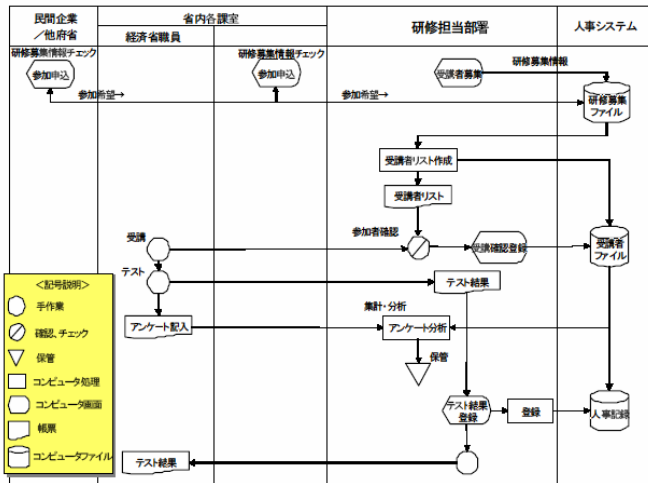 民間企業
／他府省
省内各課室
経済省職員
研修担当部署
人事システム
研修募集情報チェック
参加申込
研修募集情報チェック
参加申込
受講者募集
研修募集情報
研修募集
ファイル
参加希望→
参加希望→
参加希望→
受講者リスト作成
受講者リスト
受講
参加者確認
受講確認登録
受講者
ファイル
テスト
テスト結果
アンケート記入
集計・分析
アンケート分析
保管
テスト結果
登録
登録
人事記録
テスト結果
＜記号説明＞
手作業
確認、チェック
保管
コンピュータ処理
コンピュータ画面
帳票
コンピュータファイル